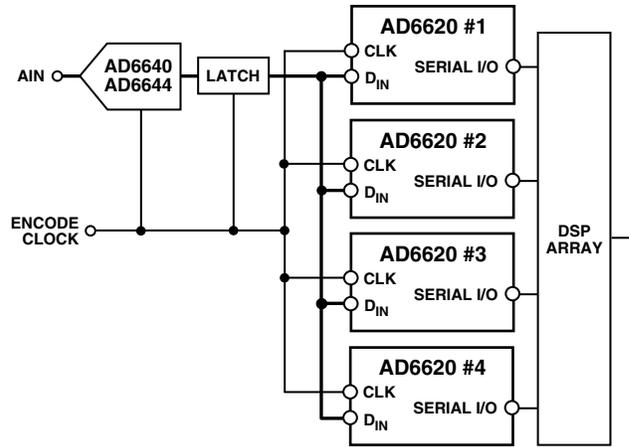 AIN
AD6640
AD6644
LATCH
ENCODE
CLOCK
AD6620 #1
CLK
DIN
SERIAL I/O
AD6620 #2
CLK
DIN
SERIAL I/O
AD6620 #3
CLK
DIN
SERIAL I/O
AD6620 #4
CLK
DIN
SERIAL I/O
DSP
ARRAY